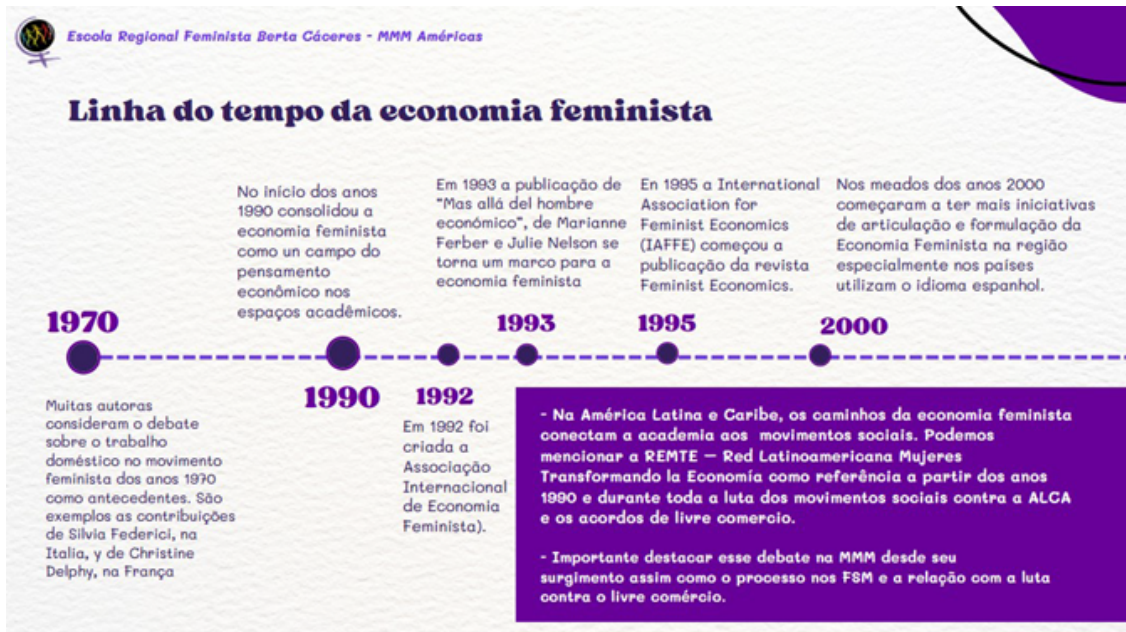 Escola Regional Feminista Berta Cáceres - MMM Américas
Linha do tempo da economia feminista
1970
Muitas autoras
consideram o debate
sobre o trabalho
doméstico no movimento
feminista dos anos 1970
como antecedentes. São
exemplos as contribuições
de Silvia Federici, na
Italia, y de Christine
Delphy, na França
No início dos anos
1990 consolidou a
economia feminista
como un campo do
pensamento
econômico nos
espaços acadêmicos.
1990
1992
Em 1992 foi
criada a
Associação
Internacional
de Economia
Feminista).
Em 1993 a publicação de
"Mas allá del hombre
económico", de Marianne
Ferber e Julie Nelson se
torna um marco para a
economia feminista
1993
En 1995 a International
Association for
Feminist Economics
(IAFFE) começou a
publicação da revista
Feminist Economics.
1995
Nos meados dos anos 2000
começaram a ter mais iniciativas
de articulação e formulação da
Economia Feminista na região
especialmente nos países
utilizam o idioma espanhol.
2000
- Na América Latina e Caribe, os caminhos da economia feminista
conectam a academia aos movimentos sociais. Podemos
mencionar a REMTE – Red Latinoamericana Mujeres
Transformando la Economía como referência a partir dos anos
1990 e durante toda a luta dos movimentos sociais contra a ALCA
e os acordos de livre comercio.
- Importante destacar esse debate na MMM desde seu
surgimento assim como o processo nos FSM e a relação com a luta
contra o livre comércio.